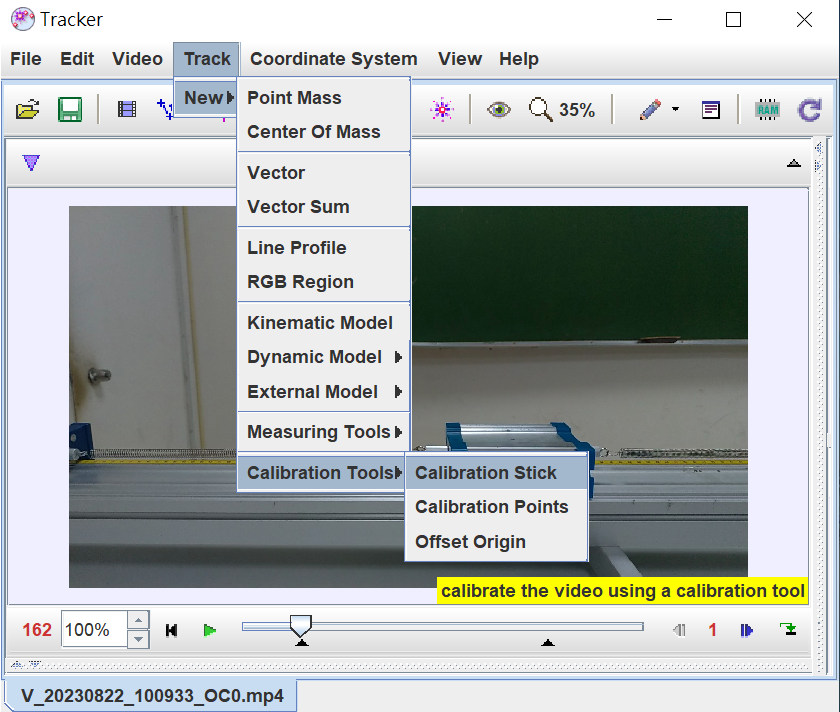 Tracker
File Edit Video Track Coordinate System View Help
New
35%
RAM
Point Mass
Center Of Mass
Vector
Vector Sum
Line Profile
RGB Region
Kinematic Model
Dynamic Model
External Model
Measuring Tools
Calibration Tools
Calibration Stick
Calibration Points
Offset Origin
calibrate the video using a calibration tool
162 100% 1
V_20230822_100933_OC0.mp4